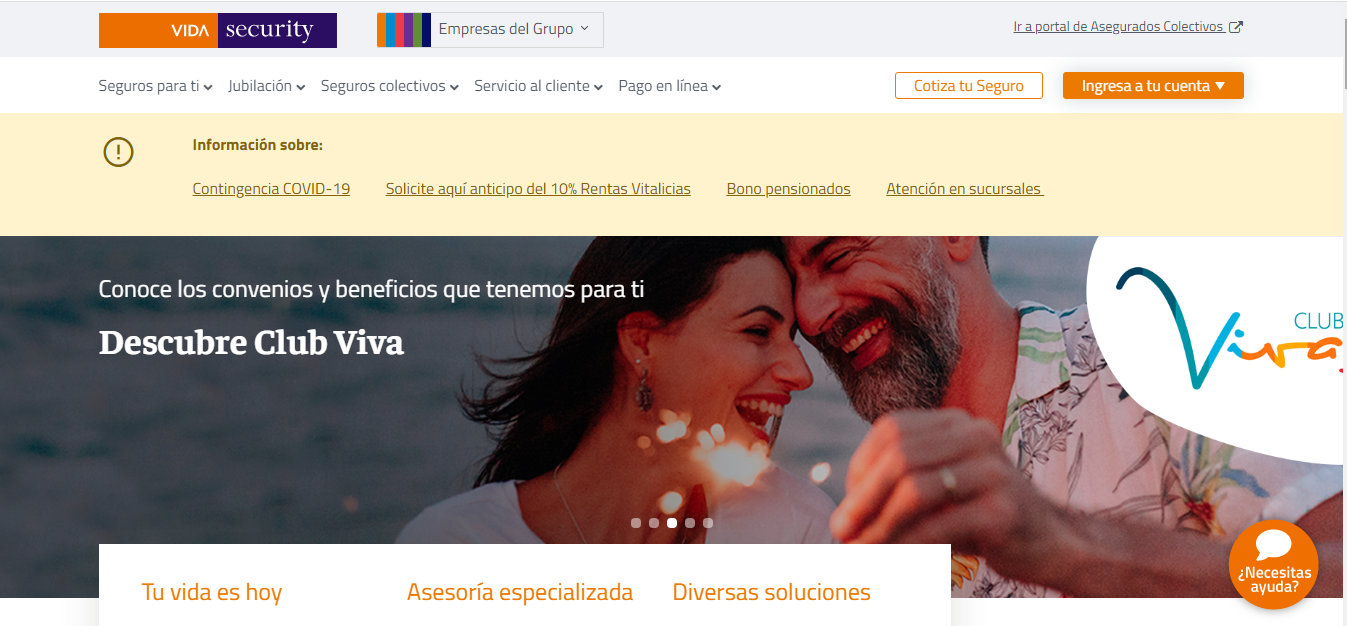 VIDA security
Empresas del Grupo
Ir a portal de Asegurados Colectivos
Seguros para ti
Jubilación
Seguros colectivos
Servicio al cliente
Pago en línea
Cotiza tu Seguro
Ingresa a tu cuenta
Información sobre:
Contingencia COVID-19
Solicite aquí anticipo del 10% Rentas Vitalicias
Bono pensionados
Atención en sucursales
Conoce los convenios y beneficios que tenemos para ti
Descubre Club Viva
CLUB
Viva
¿Necesitas
ayuda?
Tu vida es hoy
Asesoría especializada
Diversas soluciones